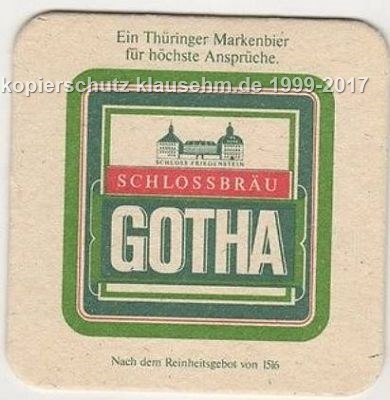 Ein Thüringer Markenbier
für höchste Ansprüche.
kopierschutz klausehm.de 1999-2017
SCHLOSS FRIEDENSTEIN
SCHLOSSBRÄU
GOTHA
Nach dem Reinheitsgebot von 1516